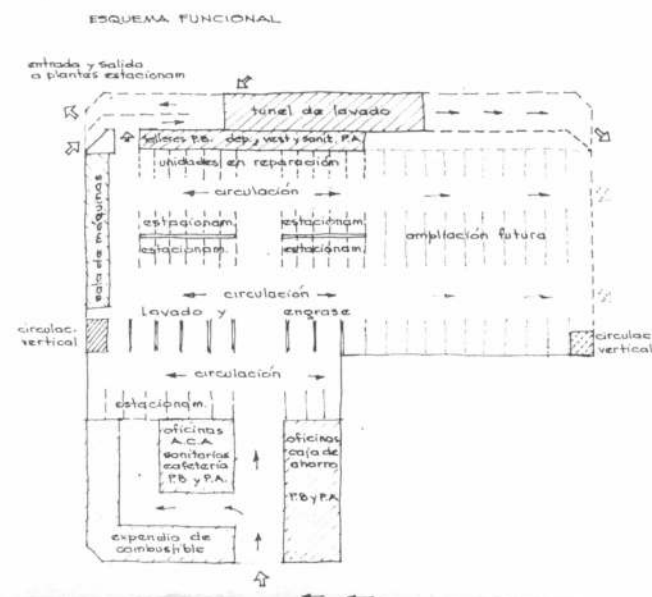 ESQUEMA FUNCIONAL
entrada y salida
a plantas estacionam
túnel de lavado
talleres P.B. dep., vest y sanit. P.A.
unidades en reparación
circulación
sala de máquinas
estacionam.
estacionam.
estacionam.
estacionam.
ampliación futura
circulación
lavado y engrase
circulac.
vertical
circulac.
vertical
circulación
estacionam.
oficinas
A.C.A.
sanitarios
cafetería
P.B y P.A.
oficinas
caja de
ahorro
P.B y P.A
expendio de
combustible